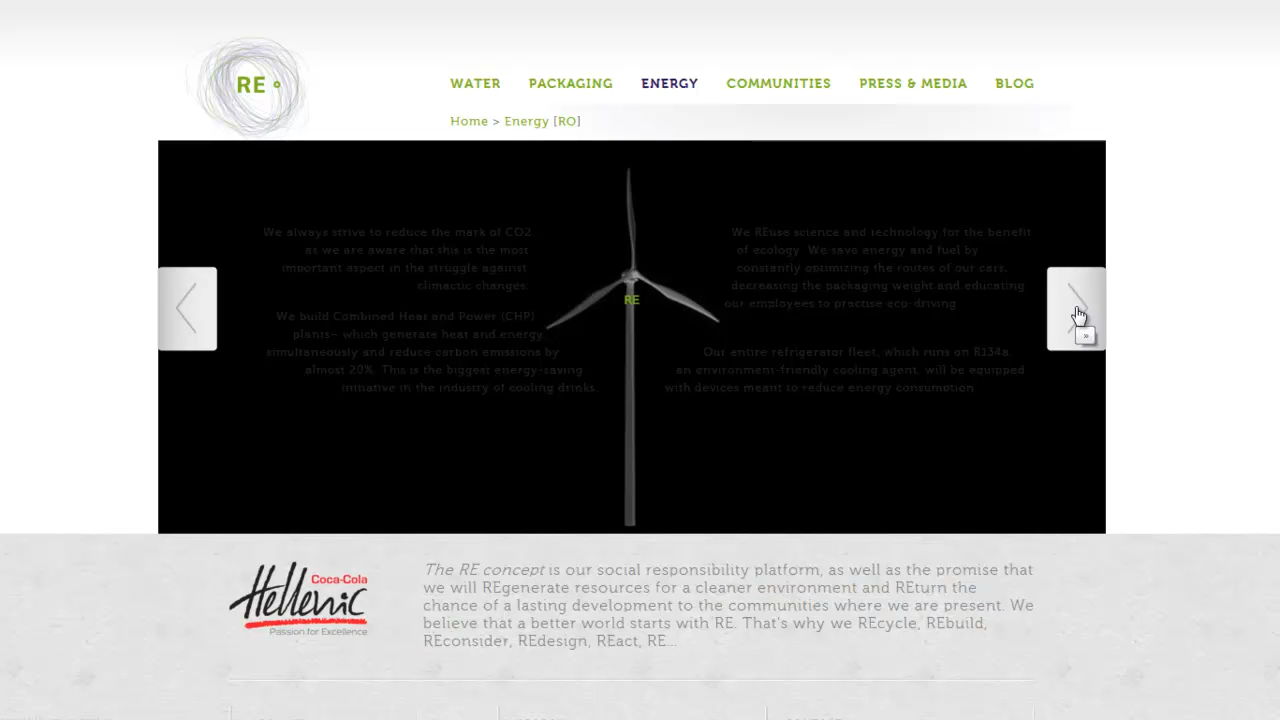 RE
WATER PACKAGING ENERGY COMMUNITIES PRESS & MEDIA BLOG
Home > Energy [RO]
We always strive to reduce the mark of CO2
as we are aware that this is the most
important aspect in the struggle against
climactic changes.
We build Combined Heat and Power (CHP)
plants– which generate heat and energy
simultaneously and reduce carbon emissions by
almost 20%. This is the biggest energy-saving
initiative in the industry of cooling drinks.
RE
We REuse science and technology for the benefit
of ecology. We save energy and fuel by
constantly optimizing the routes of our cars,
decreasing the packaging weight and educating
our employees to practise eco-driving.
Our entire refrigerator fleet, which runs on R134a,
an environment-friendly cooling agent, will be equipped
with devices meant to reduce energy consumption.
»
Coca-Cola
Hellenic
Passion for Excellence
The RE concept is our social responsibility platform, as well as the promise that
we will REgenerate resources for a cleaner environment and REturn the
chance of a lasting development to the communities where we are present. We
believe that a better world starts with RE. That's why we REcycle, REbuild,
REconsider, REdesign, REact, RE...